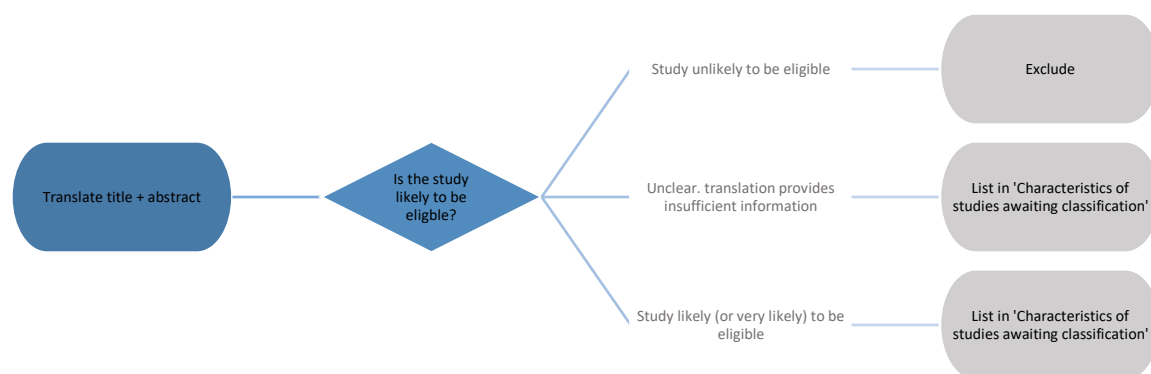 Translate title + abstract
Is the study
likely to be
eligble?
Study unlikely to be eligible
Exclude
Unclear. translation provides
insufficient information
List in 'Characteristics of
studies awaiting classification'
Study likely (or very likely) to be
eligible
List in 'Characteristics of
studies awaiting classification'